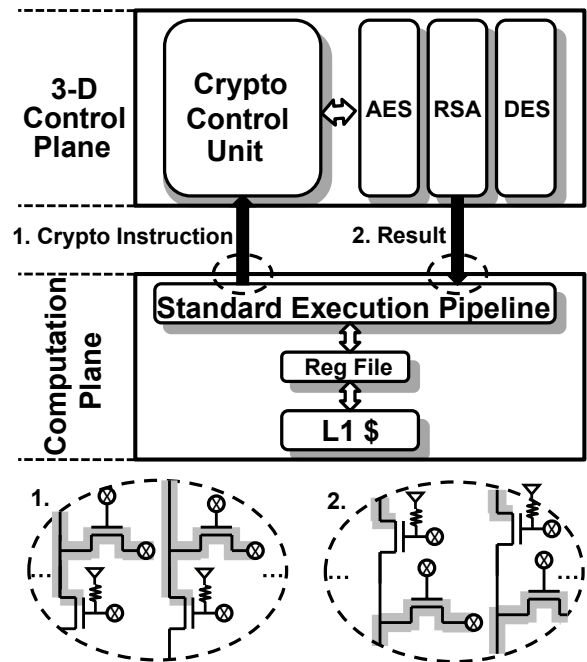 3-D
Control
Plane
Crypto
Control
Unit
AES
RSA
DES
1. Crypto Instruction
2. Result
Computation
Plane
Standard Execution Pipeline
Reg File
L1 $
1.
...
...
2.
...
...